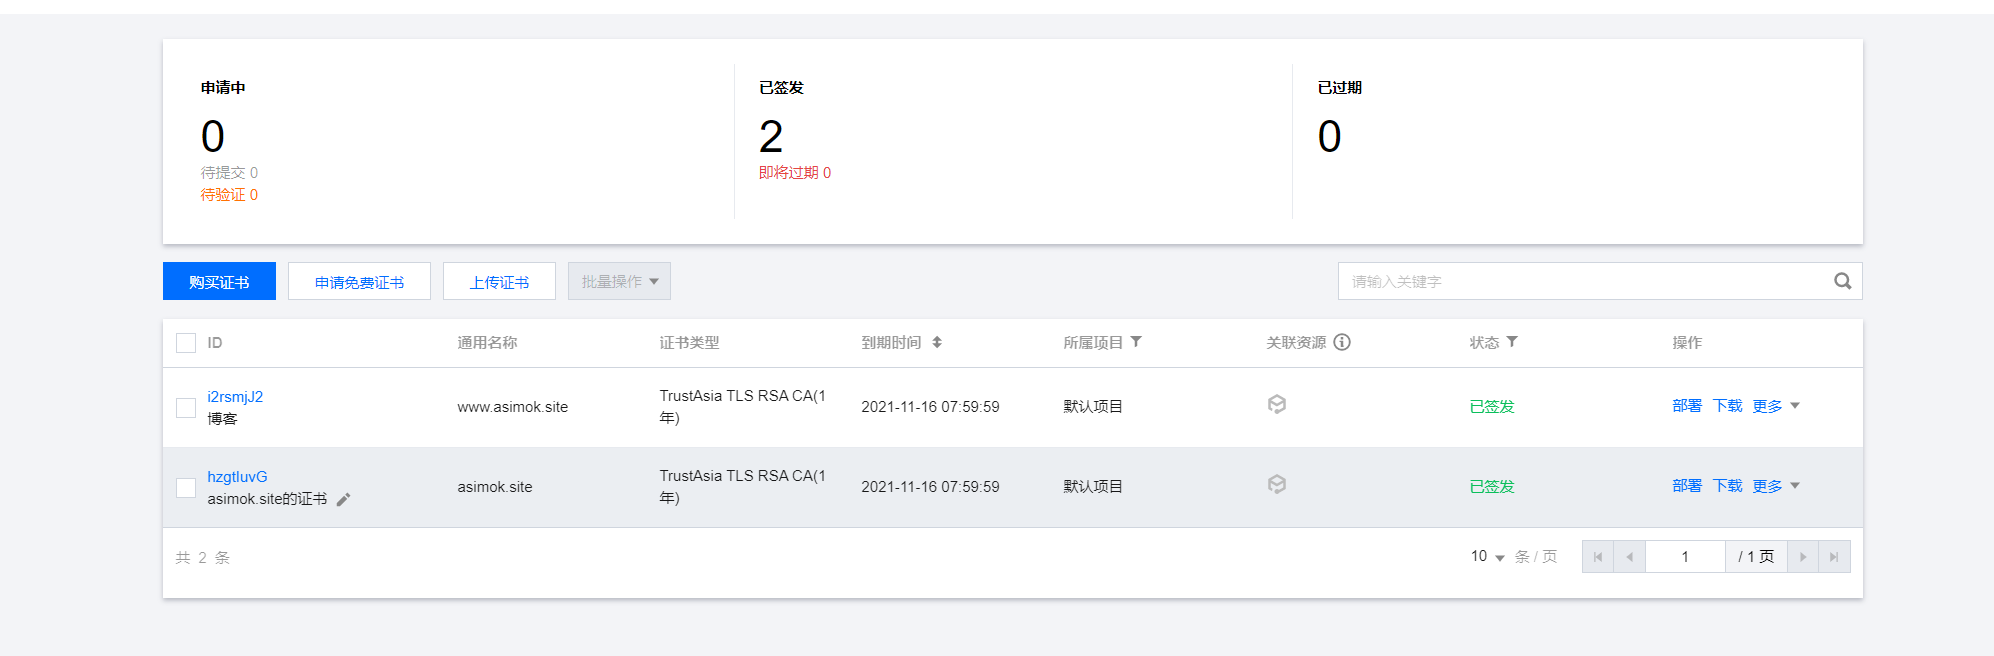 申请中
0
待提交 0
待验证 0
已签发
2
即将过期 0
已过期
0
购买证书 申请免费证书 上传证书 批量操作 请输入关键字
ID 通用名称 证书类型 到期时间 所属项目 关联资源 状态 操作
i2rsmjJ2
博客
www.asimok.site
TrustAsia TLS RSA CA(1
年)
2021-11-16 07:59:59
默认项目
已签发
部署 下载 更多
hzgtIuvG
asimok.site的证书
asimok.site
TrustAsia TLS RSA CA(1
年)
2021-11-16 07:59:59
默认项目
已签发
部署 下载 更多
共 2 条 10 条 / 页 1 / 1 页